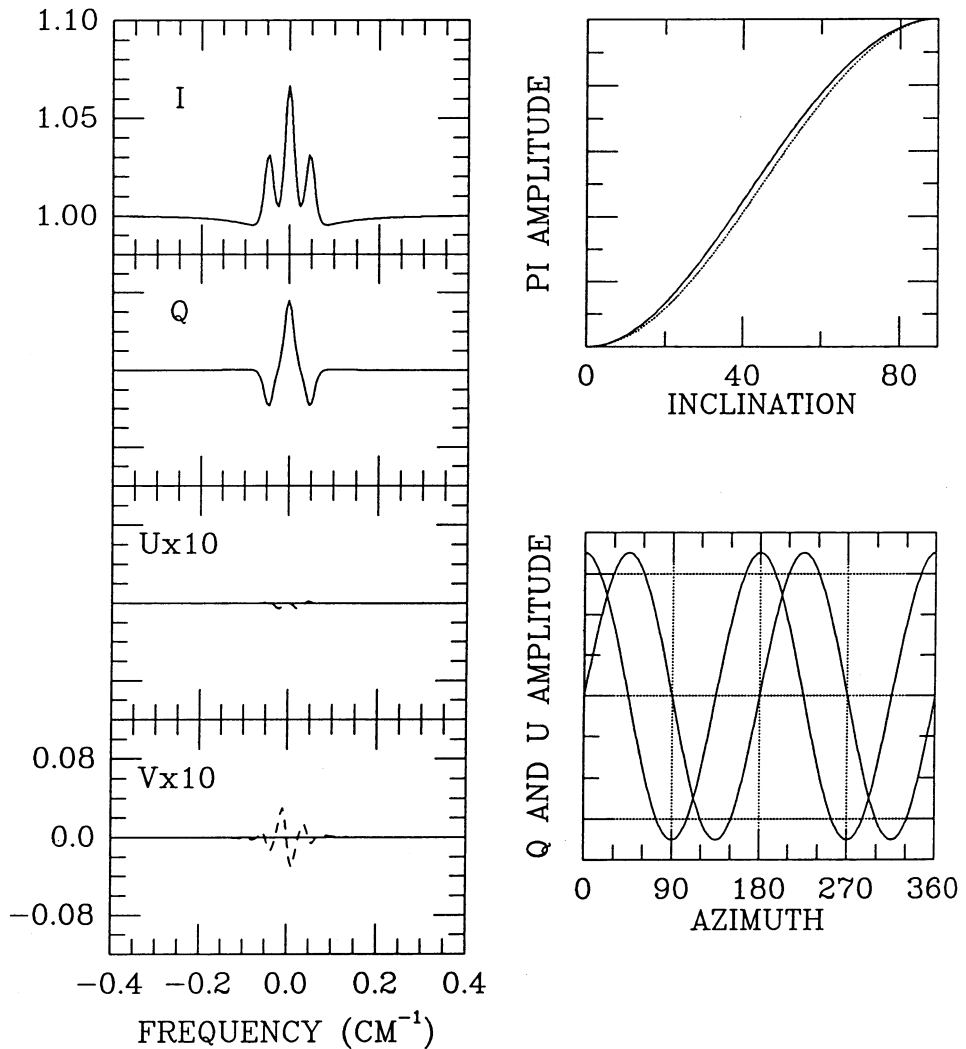 1.10
1.05
1.00
I
Q
Ux10
0.08
0.0
−0.08
Vx10
−0.4 −0.2 0.0 0.2 0.4
FREQUENCY (CM⁻¹)
PI AMPLITUDE
0 40 80
INCLINATION
Q AND U AMPLITUDE
0 90 180 270 360
AZIMUTH